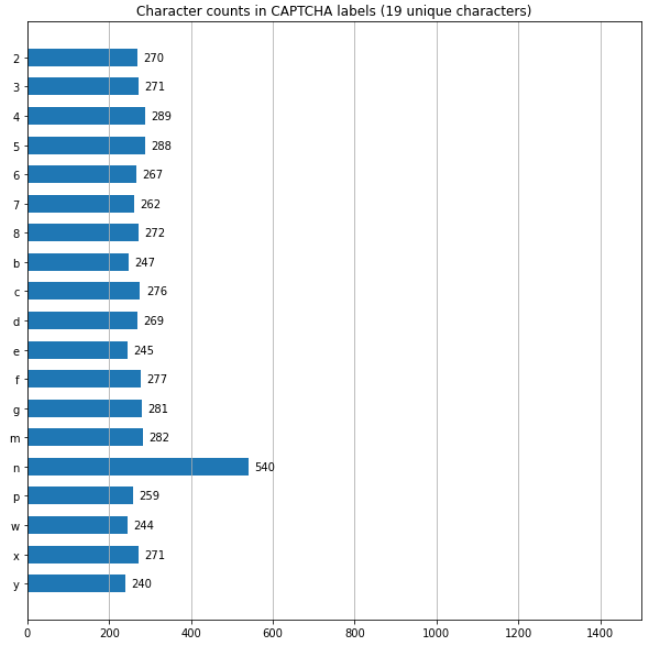 Character counts in CAPTCHA labels (19 unique characters)
2 270
3 271
4 289
5 288
6 267
7 262
8 272
b 247
c 276
d 269
e 245
f 277
g 281
m 282
n 540
p 259
w 244
x 271
y 240
0 200 400 600 800 1000 1200 1400